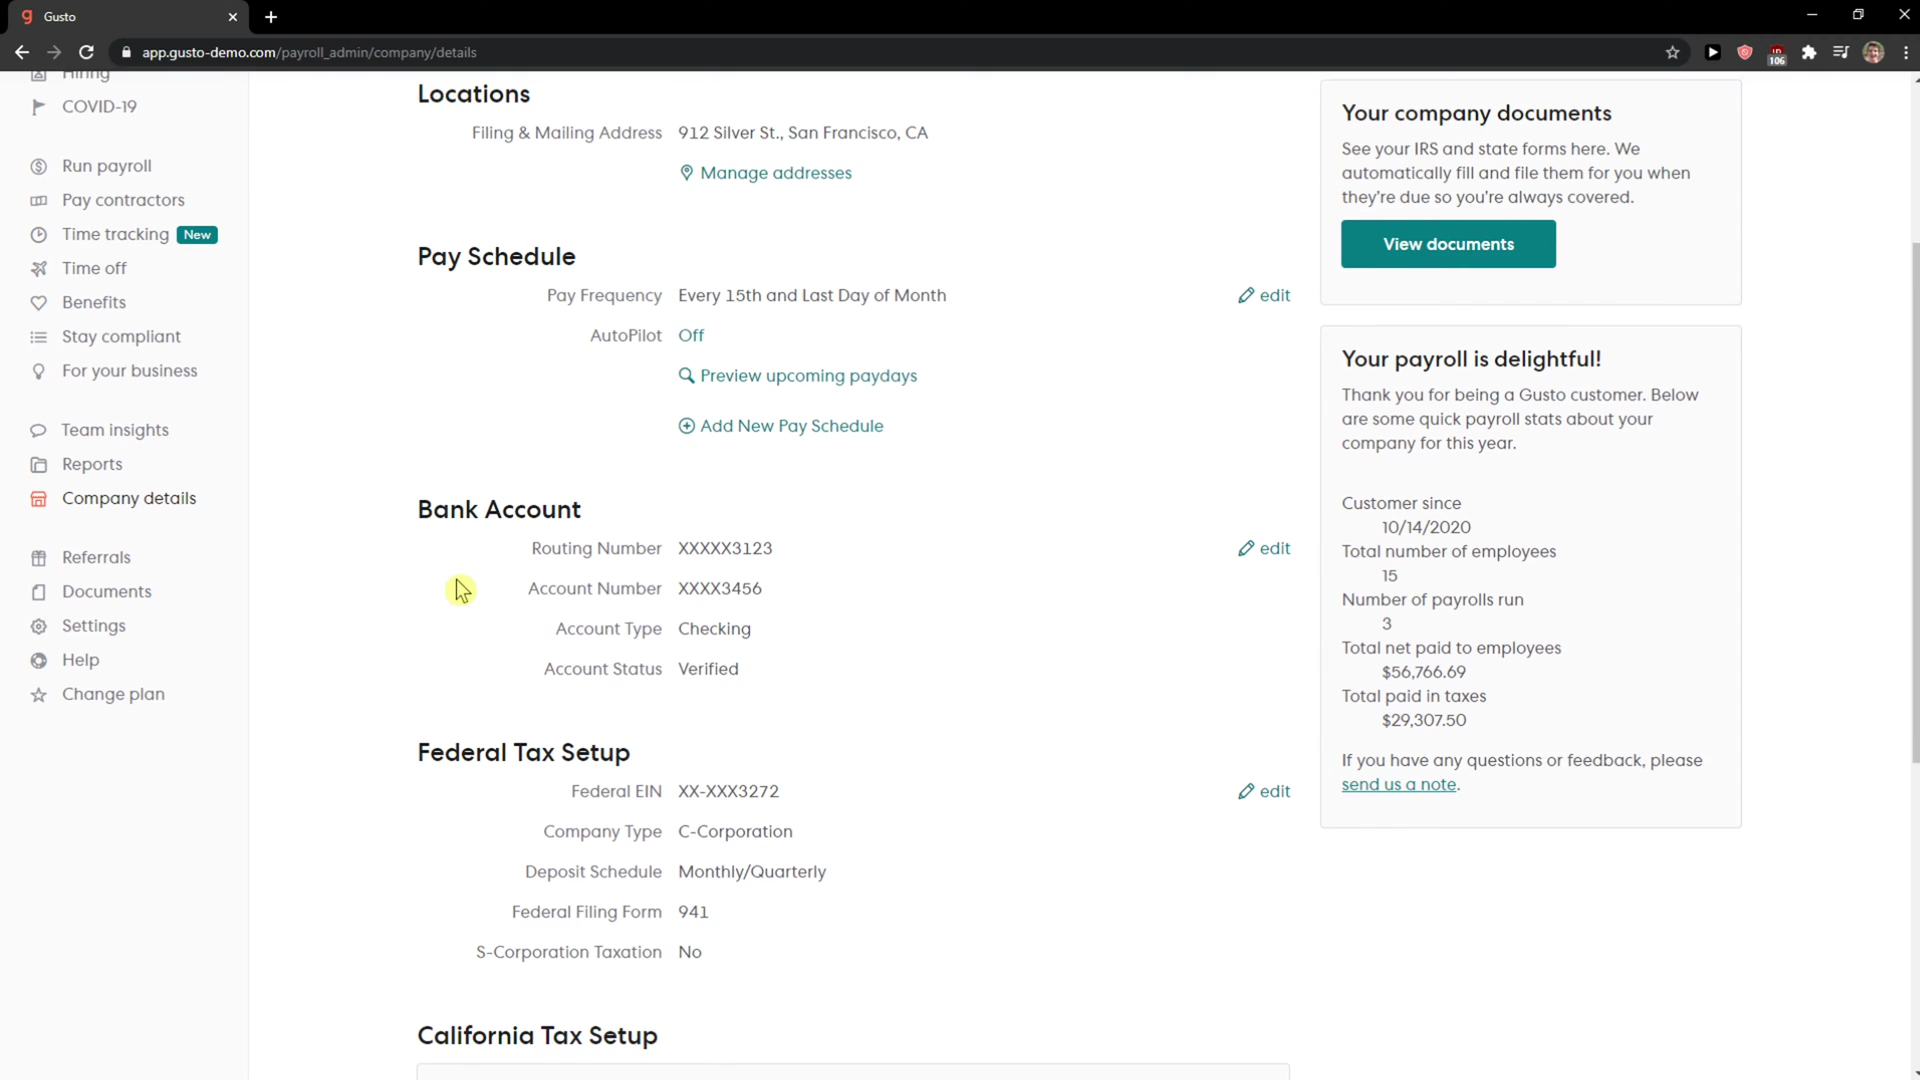 Gusto
app.gusto-demo.com/payroll_admin/company/details
106
Hiring
COVID-19
Run payroll
Pay contractors
Time tracking New
Time off
Benefits
Stay compliant
For your business
Team insights
Reports
Company details
Referrals
Documents
Settings
Help
Change plan
Locations
Filing & Mailing Address 912 Silver St., San Francisco, CA
Manage addresses
Pay Schedule
Pay Frequency Every 15th and Last Day of Month edit
AutoPilot Off
Preview upcoming paydays
Add New Pay Schedule
Bank Account
Routing Number XXXXX3123 edit
Account Number XXXX3456
Account Type Checking
Account Status Verified
Federal Tax Setup
Federal EIN XX-XXX3272 edit
Company Type C-Corporation
Deposit Schedule Monthly/Quarterly
Federal Filing Form 941
S-Corporation Taxation No
California Tax Setup
Your company documents
See your IRS and state forms here. We
automatically fill and file them for you when
they're due so you're always covered.
View documents
Your payroll is delightful!
Thank you for being a Gusto customer. Below
are some quick payroll stats about your
company for this year.
Customer since
10/14/2020
Total number of employees
15
Number of payrolls run
3
Total net paid to employees
$56,766.69
Total paid in taxes
$29,307.50
If you have any questions or feedback, please
send us a note.